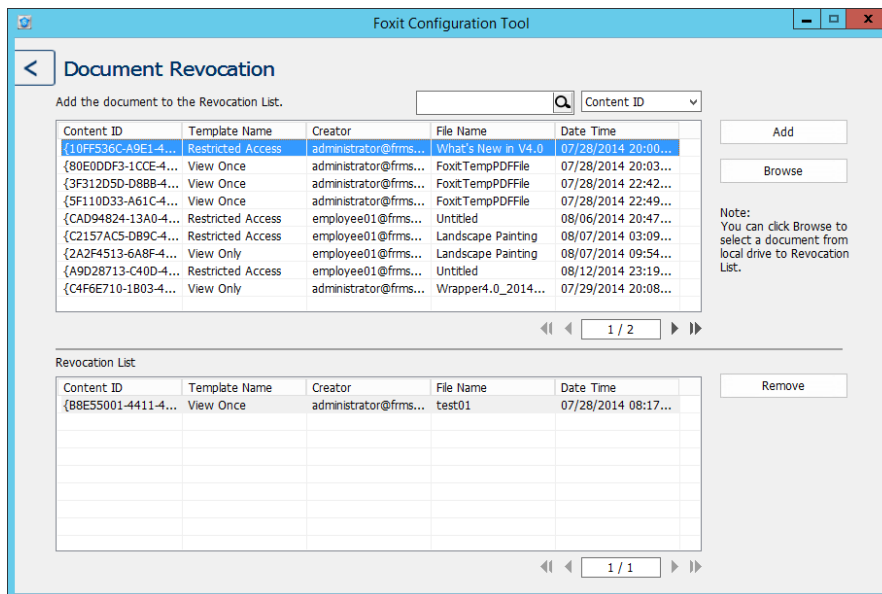 Foxit Configuration Tool
<
Document Revocation
Add the document to the Revocation List.
Content ID
Content ID Template Name Creator File Name Date Time
{10FF536C-A9E1-4... Restricted Access administrator@frms... What's New in V4.0 07/28/2014 20:00...
{80E0DDF3-1CCE-4... View Once administrator@frms... FoxitTempPDFFile 07/28/2014 20:03...
{3F312D5D-D8BB-4... View Once administrator@frms... FoxitTempPDFFile 07/28/2014 22:42...
{5F110D33-A61C-4... View Once administrator@frms... FoxitTempPDFFile 07/28/2014 22:49...
{CAD94824-13A0-4... Restricted Access employee01@frms... Untitled 08/06/2014 20:47...
{C2157AC5-DB9C-4... Restricted Access employee01@frms... Landscape Painting 08/07/2014 03:09...
{2A2F4513-6A8F-4... View Only employee01@frms... Landscape Painting 08/07/2014 09:54...
{A9D28713-C40D-4... Restricted Access employee01@frms... Untitled 08/12/2014 23:19...
{C4F6E710-1B03-4... View Only administrator@frms... Wrapper4.0_2014... 07/29/2014 20:08...
1 / 2
Add
Browse
Note:
You can click Browse to
select a document from
local drive to Revocation
List.
Revocation List
Content ID Template Name Creator File Name Date Time
{B8E55001-4411-4... View Once administrator@frms... test01 07/28/2014 08:17...
Remove
1 / 1